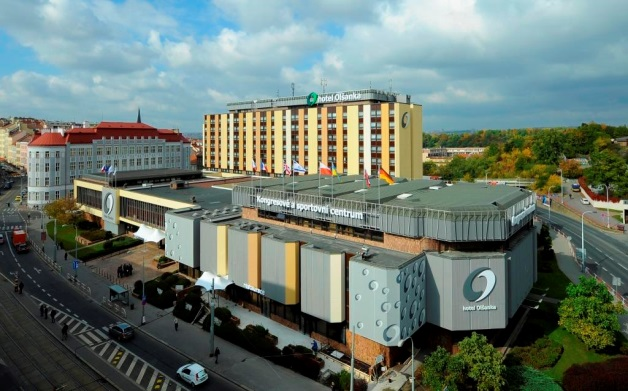 hotel Olšanka
Kongresové a sportovní centrum
hotel
OLŠANKA